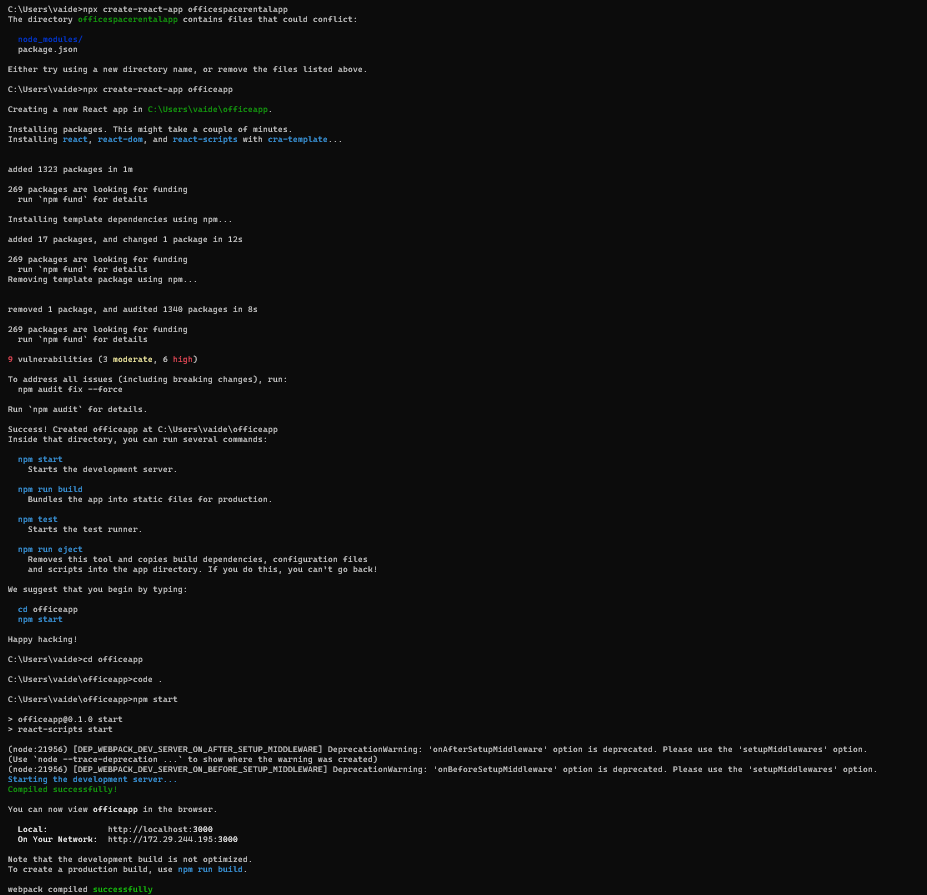 C:\Users\vaide>npx create-react-app officespacerentalapp
The directory officespacerentalapp contains files that could conflict:
node_modules/
package.json
Either try using a new directory name, or remove the files listed above.
C:\Users\vaide>npx create-react-app officeapp
Creating a new React app in C:\Users\vaide\officeapp.
Installing packages. This might take a couple of minutes.
Installing react, react-dom, and react-scripts with cra-template...
added 1323 packages in 1m
269 packages are looking for funding
run `npm fund` for details
Installing template dependencies using npm...
added 17 packages, and changed 1 package in 12s
269 packages are looking for funding
run `npm fund` for details
Removing template package using npm...
removed 1 package, and audited 1340 packages in 8s
269 packages are looking for funding
run `npm fund` for details
9 vulnerabilities (3 moderate, 6 high)
To address all issues (including breaking changes), run:
npm audit fix --force
Run `npm audit` for details.
Success! Created officeapp at C:\Users\vaide\officeapp
Inside that directory, you can run several commands:
npm start
Starts the development server.
npm run build
Bundles the app into static files for production.
npm test
Starts the test runner.
npm run eject
Removes this tool and copies build dependencies, configuration files
and scripts into the app directory. If you do this, you can't go back!
We suggest that you begin by typing:
cd officeapp
npm start
Happy hacking!
C:\Users\vaide>cd officeapp
C:\Users\vaide\officeapp>code .
C:\Users\vaide\officeapp>npm start
> officeapp@0.1.0 start
> react-scripts start
(node:21956) [DEP_WEBPACK_DEV_SERVER_ON_AFTER_SETUP_MIDDLEWARE] DeprecationWarning: 'onAfterSetupMiddleware' option is deprecated. Please use the 'setupMiddlewares' option.
(Use `node --trace-deprecation ...` to show where the warning was created)
(node:21956) [DEP_WEBPACK_DEV_SERVER_ON_BEFORE_SETUP_MIDDLEWARE] DeprecationWarning: 'onBeforeSetupMiddleware' option is deprecated. Please use the 'setupMiddlewares' option.
Starting the development server...
Compiled successfully!
You can now view officeapp in the browser.
Local: http://localhost:3000
On Your Network: http://172.29.244.195:3000
Note that the development build is not optimized.
To create a production build, use npm run build.
webpack compiled successfully